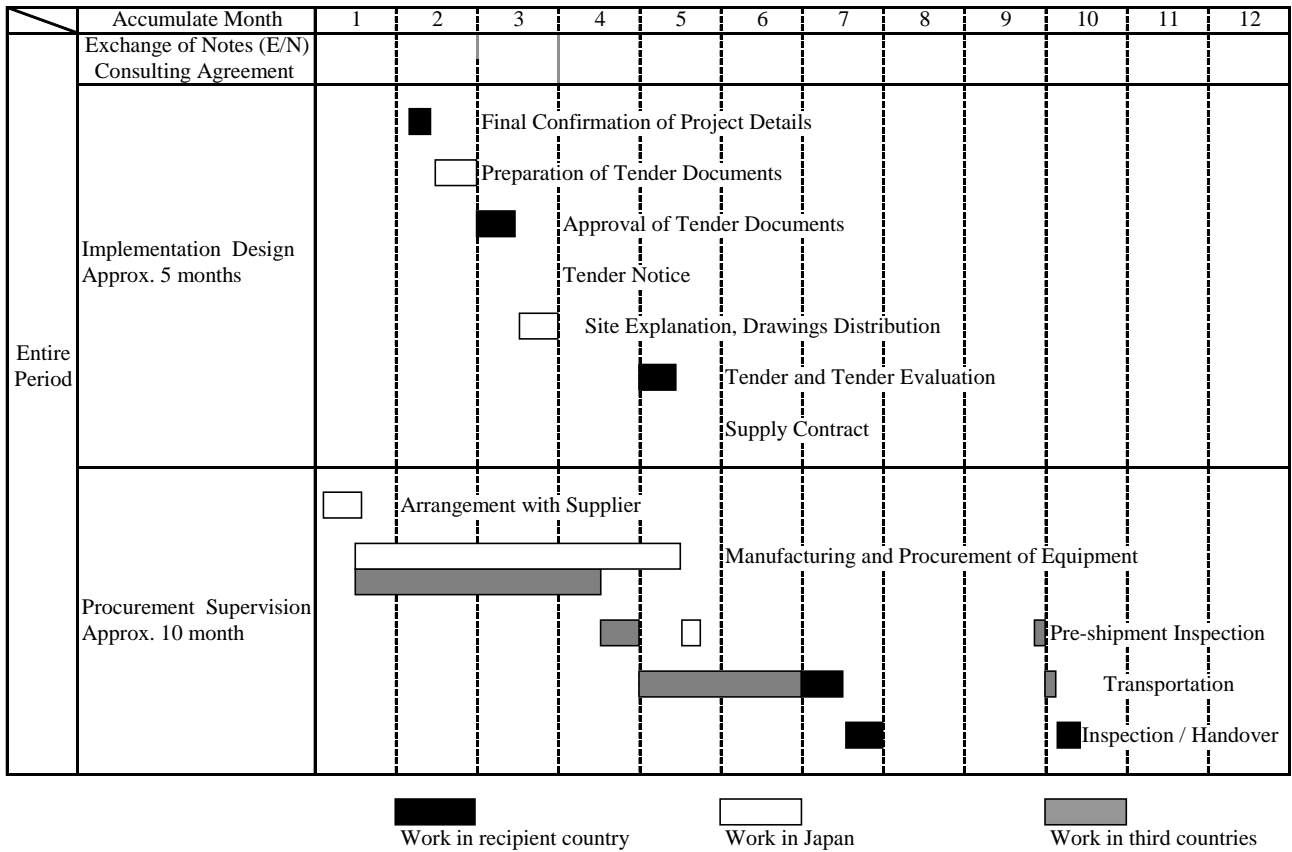 Accumulate Month 1 2 3 4 5 6 7 8 9 10 11 12
Exchange of Notes (E/N)
Consulting Agreement
Final Confirmation of Project Details
Preparation of Tender Documents
Approval of Tender Documents
Implementation Design
Approx. 5 months
Tender Notice
Site Explanation, Drawings Distribution
Entire
Period
Tender and Tender Evaluation
Supply Contract
Arrangement with Supplier
Manufacturing and Procurement of Equipment
Procurement Supervision
Approx. 10 month
Pre-shipment Inspection
Transportation
Inspection / Handover
Work in recipient country
Work in Japan
Work in third countries